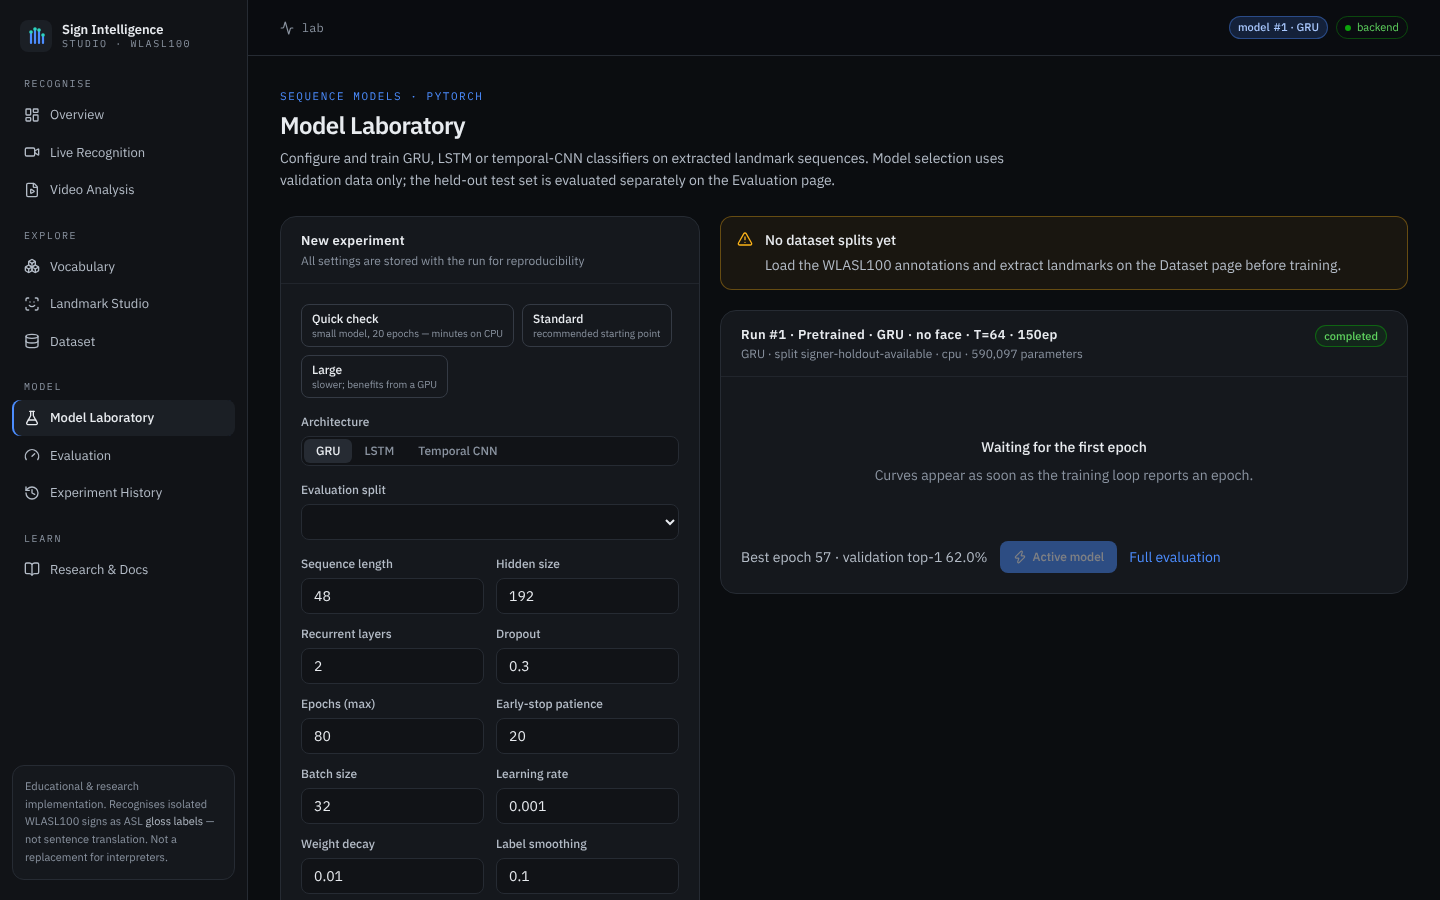 Sign Intelligence
STUDIO · WLASL100
RECOGNISE
Overview
Live Recognition
Video Analysis
EXPLORE
Vocabulary
Landmark Studio
Dataset
MODEL
Model Laboratory
Evaluation
Experiment History
LEARN
Research & Docs
Educational & research
implementation. Recognises isolated
WLASL100 signs as ASL gloss labels —
not sentence translation. Not a
replacement for interpreters.
lab
model #1 · GRU
backend
SEQUENCE MODELS · PYTORCH
Model Laboratory
Configure and train GRU, LSTM or temporal-CNN classifiers on extracted landmark sequences. Model selection uses
validation data only; the held-out test set is evaluated separately on the Evaluation page.
New experiment
All settings are stored with the run for reproducibility
Quick check
small model, 20 epochs — minutes on CPU
Standard
recommended starting point
Large
slower; benefits from a GPU
Architecture
GRU LSTM Temporal CNN
Evaluation split
Sequence length Hidden size
48 192
Recurrent layers Dropout
2 0.3
Epochs (max) Early-stop patience
80 20
Batch size Learning rate
32 0.001
Weight decay Label smoothing
0.01 0.1
No dataset splits yet
Load the WLASL100 annotations and extract landmarks on the Dataset page before training.
Run #1 · Pretrained · GRU · no face · T=64 · 150ep
completed
GRU · split signer-holdout-available · cpu · 590,097 parameters
Waiting for the first epoch
Curves appear as soon as the training loop reports an epoch.
Best epoch 57 · validation top-1 62.0% Active model Full evaluation